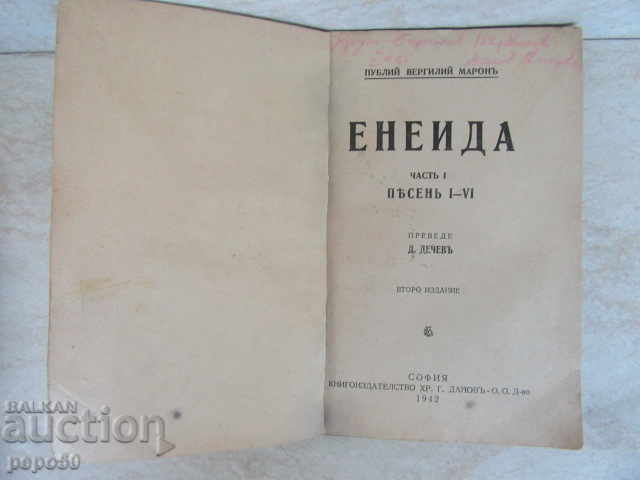 ПУБЛИЙ ВЕРГИЛИЙ МАРОНЪ
ЕНЕИДА
ЧАСТЬ I
ПѢСЕНЬ I—VI
ПРЕВЕДЕ
Д. ДЕЧЕВЪ
ВТОРО ИЗДАНИЕ
СОФИЯ
КНИГОИЗДАТЕЛСТВО ХР. Г. ДАНОВЪ - О. О. Д-во
1942
BALKAN
auction
pepo50